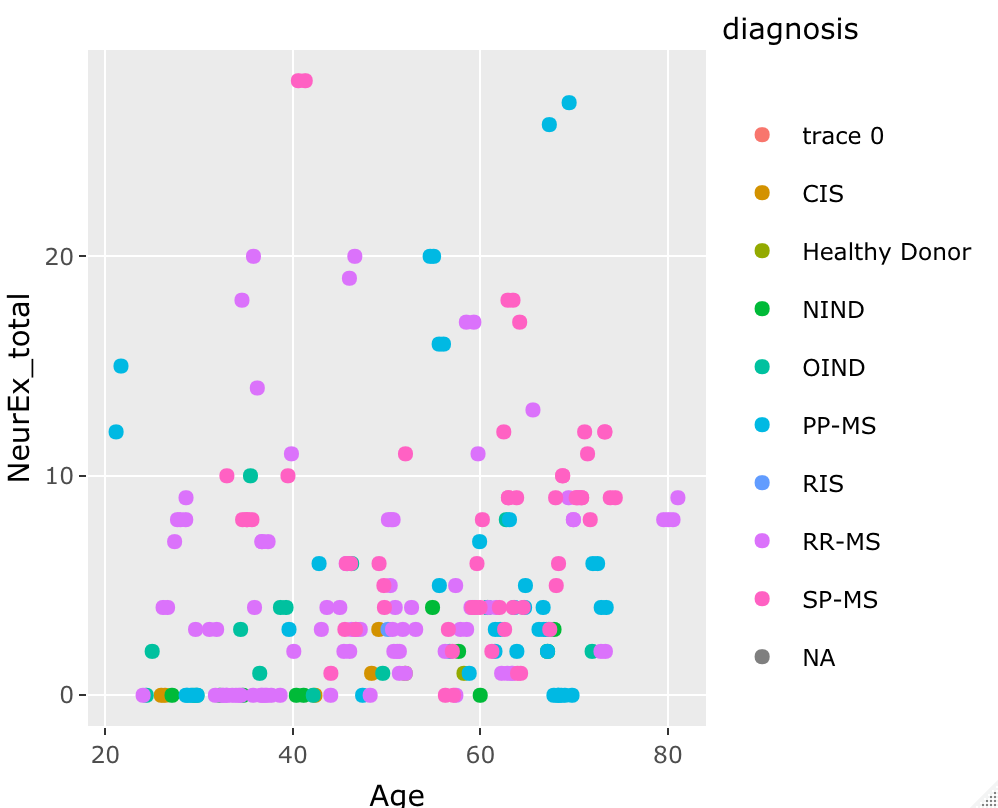 diagnosis
trace 0
CIS
Healthy Donor
NIND
OIND
PP-MS
RIS
RR-MS
SP-MS
NA
NeurEx_total
20
10
0
20
40
60
80
Age